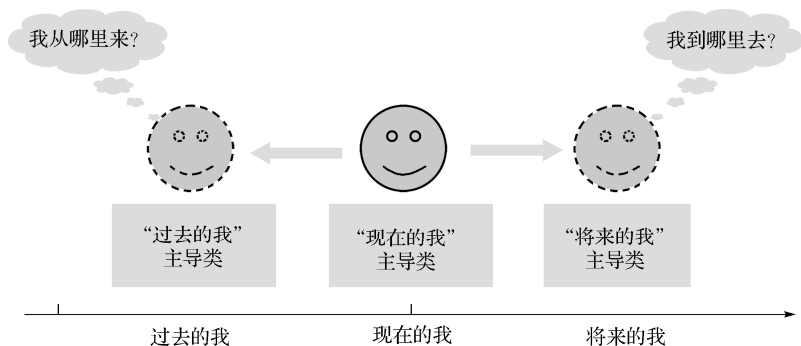 我从哪里来?
我到哪里去?
“过去的我”
主导类
“现在的我”
主导类
“将来的我”
主导类
过去的我
现在的我
将来的我